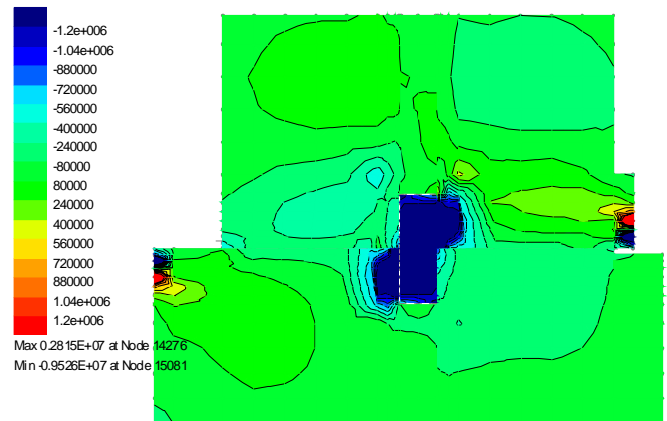 -1.2e+006
-1.04e+006
-880000
-720000
-560000
-400000
-240000
-80000
80000
240000
400000
560000
720000
880000
1.04e+006
1.2e+006
Max 0.2815E+07 at Node 14276
Min -0.9526E+07 at Node 15081